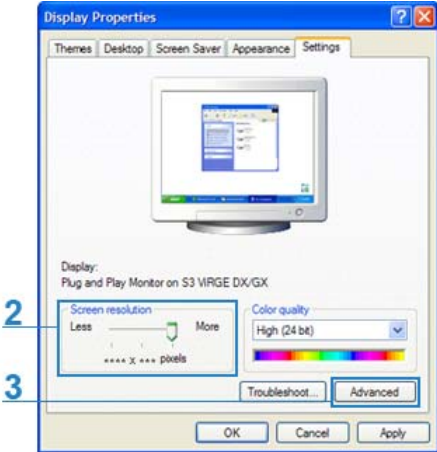 Display Properties
Themes Desktop Screen Saver Appearance Settings
Display:
Plug and Play Monitor on S3 VIRGE DX/GX
2
Screen resolution
Less More
**** x *** pixels
Color quality
High (24 bit)
3
Troubleshoot... Advanced
OK Cancel Apply